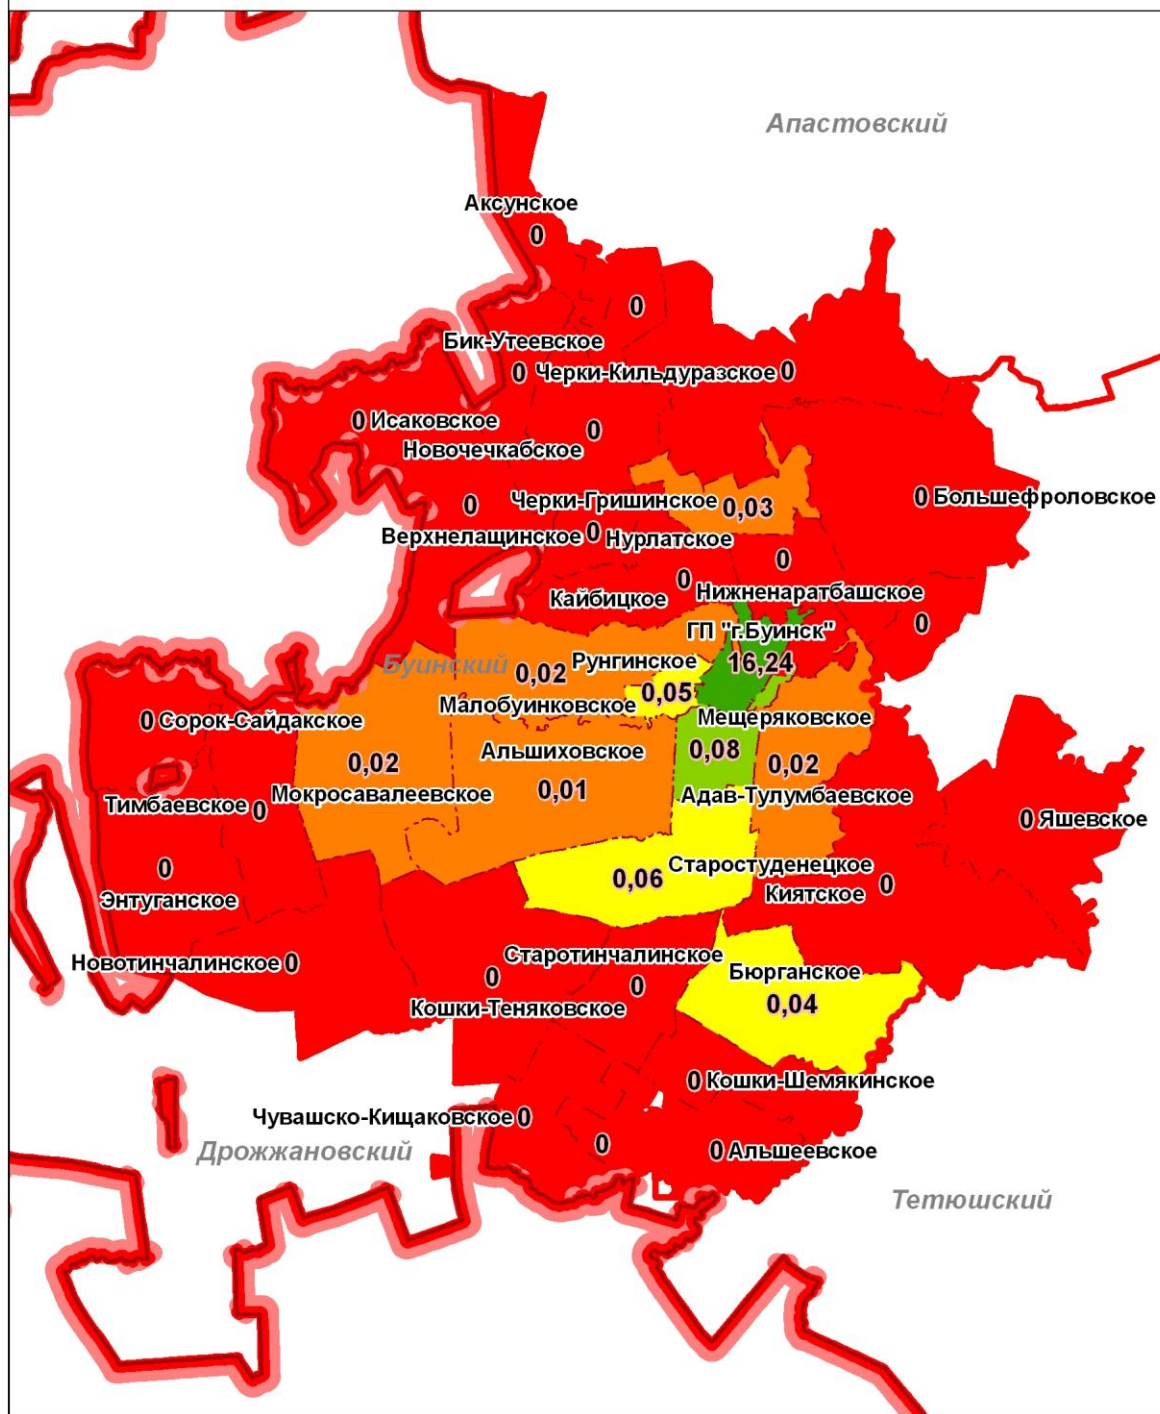 Апастовский
Аксунское
0
0
Бик-Утеевское
0 Черки-Кильдуразское 0
0 Исаковское
0
Новочечкабское
0 Большефроловское
Черки-Гришинское 0,03
0
Верхнелащинское 0 Нурлатское
0
0 Нижненаратбашское
Кайбицкое
0
ГП "г.Буинск"
16,24
Буинский
0,02 Рунгинское
0,05
Малобуинковское
Мещеряковское
0 Сорок-Сайдакское
Альшиховское
0,08
0,02
0,02
0,01
Мокросавалеевское
Адав-Тулумбаевское
Тимбаевское 0
0 Яшевское
0
0,06 Старостуденецкое
Киятское 0
Энтуганское
Новотинчалинское 0
Старотинчалинское
0
0
Бюрганское
0,04
Кошки-Теняковское
0 Кошки-Шемякинское
Чувашско-Кищаковское 0
0
0 Альшеевское
Дрожжановский
Тетюшский